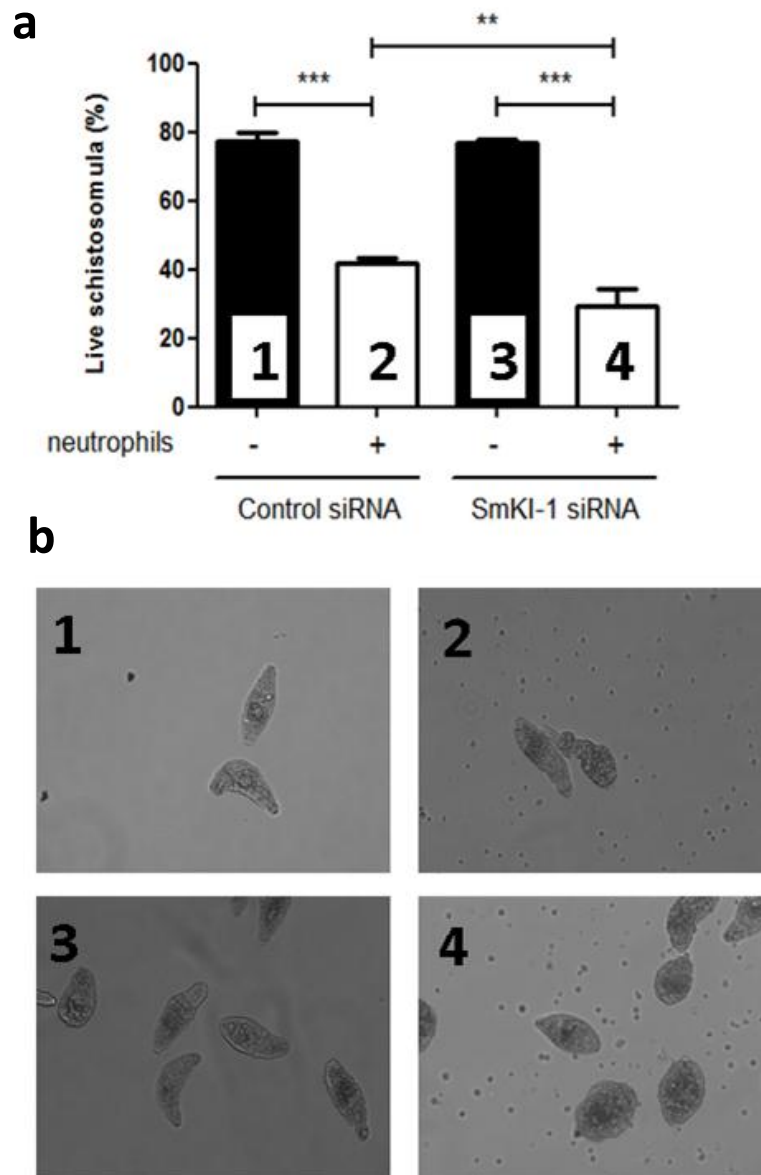 a
**
*** ***
100
80
60
40
20
0
Live schistosomula (%)
1 2 3 4
neutrophils - + - +
Control siRNA SmKI-1 siRNA
b
1 2
3 4